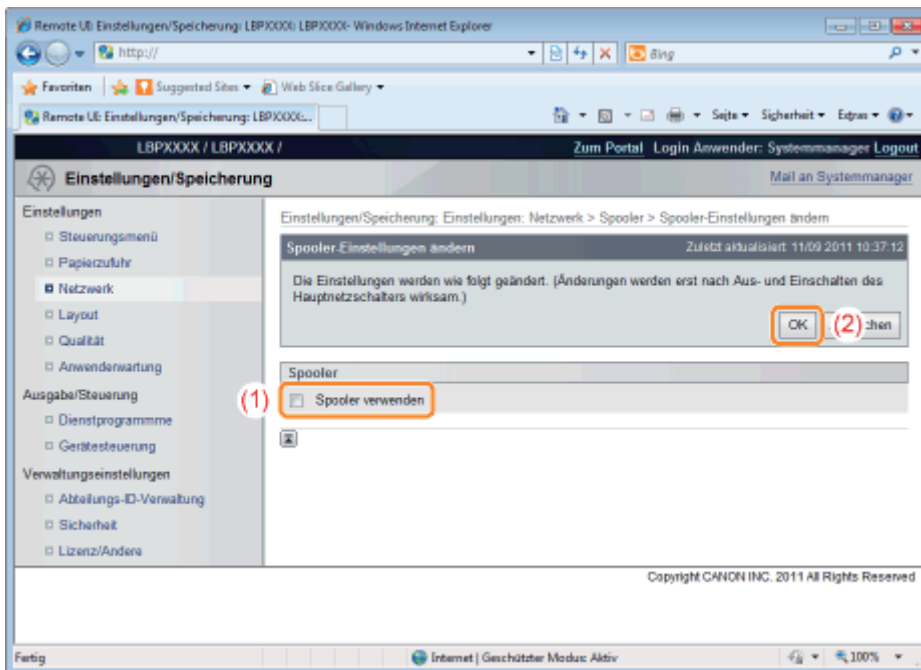 Remote UI: Einstellungen/Speicherung: LBPXXXX: LBPXXXX - Windows Internet Explorer
http://
Bing
Favoriten Suggested Sites Web Slice Gallery
Remote UI: Einstellungen/Speicherung: LBPXXXX:... Seite Sicherheit Extras
LBPXXXX / LBPXXXX / Zum Portal Login Anwender: Systemmanager Logout
Einstellungen/Speicherung Mail an Systemmanager
Einstellungen
Steuerungsmenü
Papierzufuhr
Netzwerk
Layout
Qualität
Anwenderwartung
Ausgabe/Steuerung
Dienstprogrammme
Gerätesteuerung
Verwaltungseinstellungen
Abteilungs-ID-Verwaltung
Sicherheit
Lizenz/Andere
Einstellungen/Speicherung: Einstellungen: Netzwerk > Spooler > Spooler-Einstellungen ändern
Spooler-Einstellungen ändern Zuletzt aktualisiert: 11/09 2011 10:37:12
Die Einstellungen werden wie folgt geändert. (Änderungen werden erst nach Aus- und Einschalten des
Hauptnetzschalters wirksam.)
OK (2) chen
Spooler
(1) Spooler verwenden
Copyright CANON INC. 2011 All Rights Reserved
Fertig Internet | Geschützter Modus: Aktiv 100%